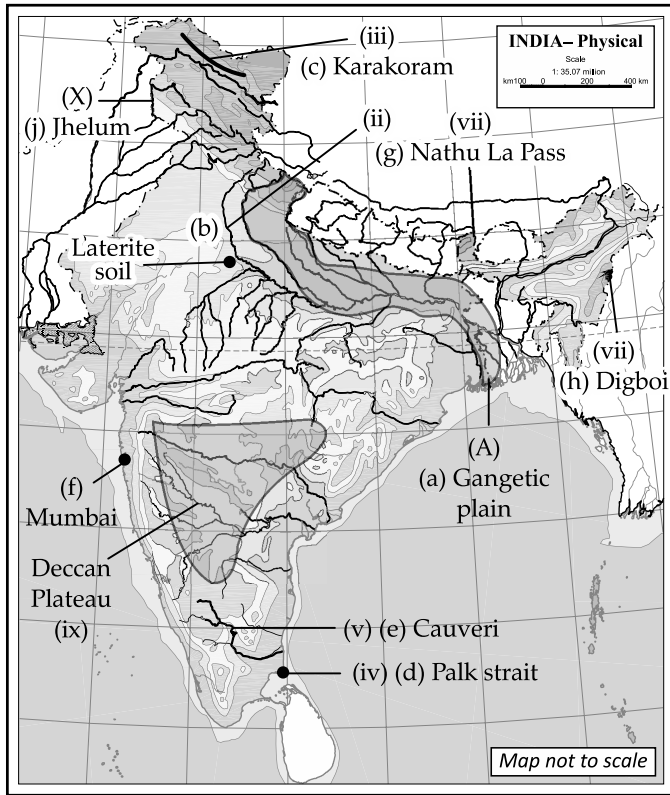 (iii)
(c) Karakoram
INDIA– Physical
Scale
1: 35.07 milion
km100 0 200 400 km
(X)
(j) Jhelum
(ii)
(vii)
(g) Nathu La Pass
(b)
Laterite
soil
(vii)
(h) Digboi
(A)
(a) Gangetic
plain
(f)
Mumbai
Deccan
Plateau
(ix)
(v) (e) Cauveri
(iv) (d) Palk strait
Map not to scale